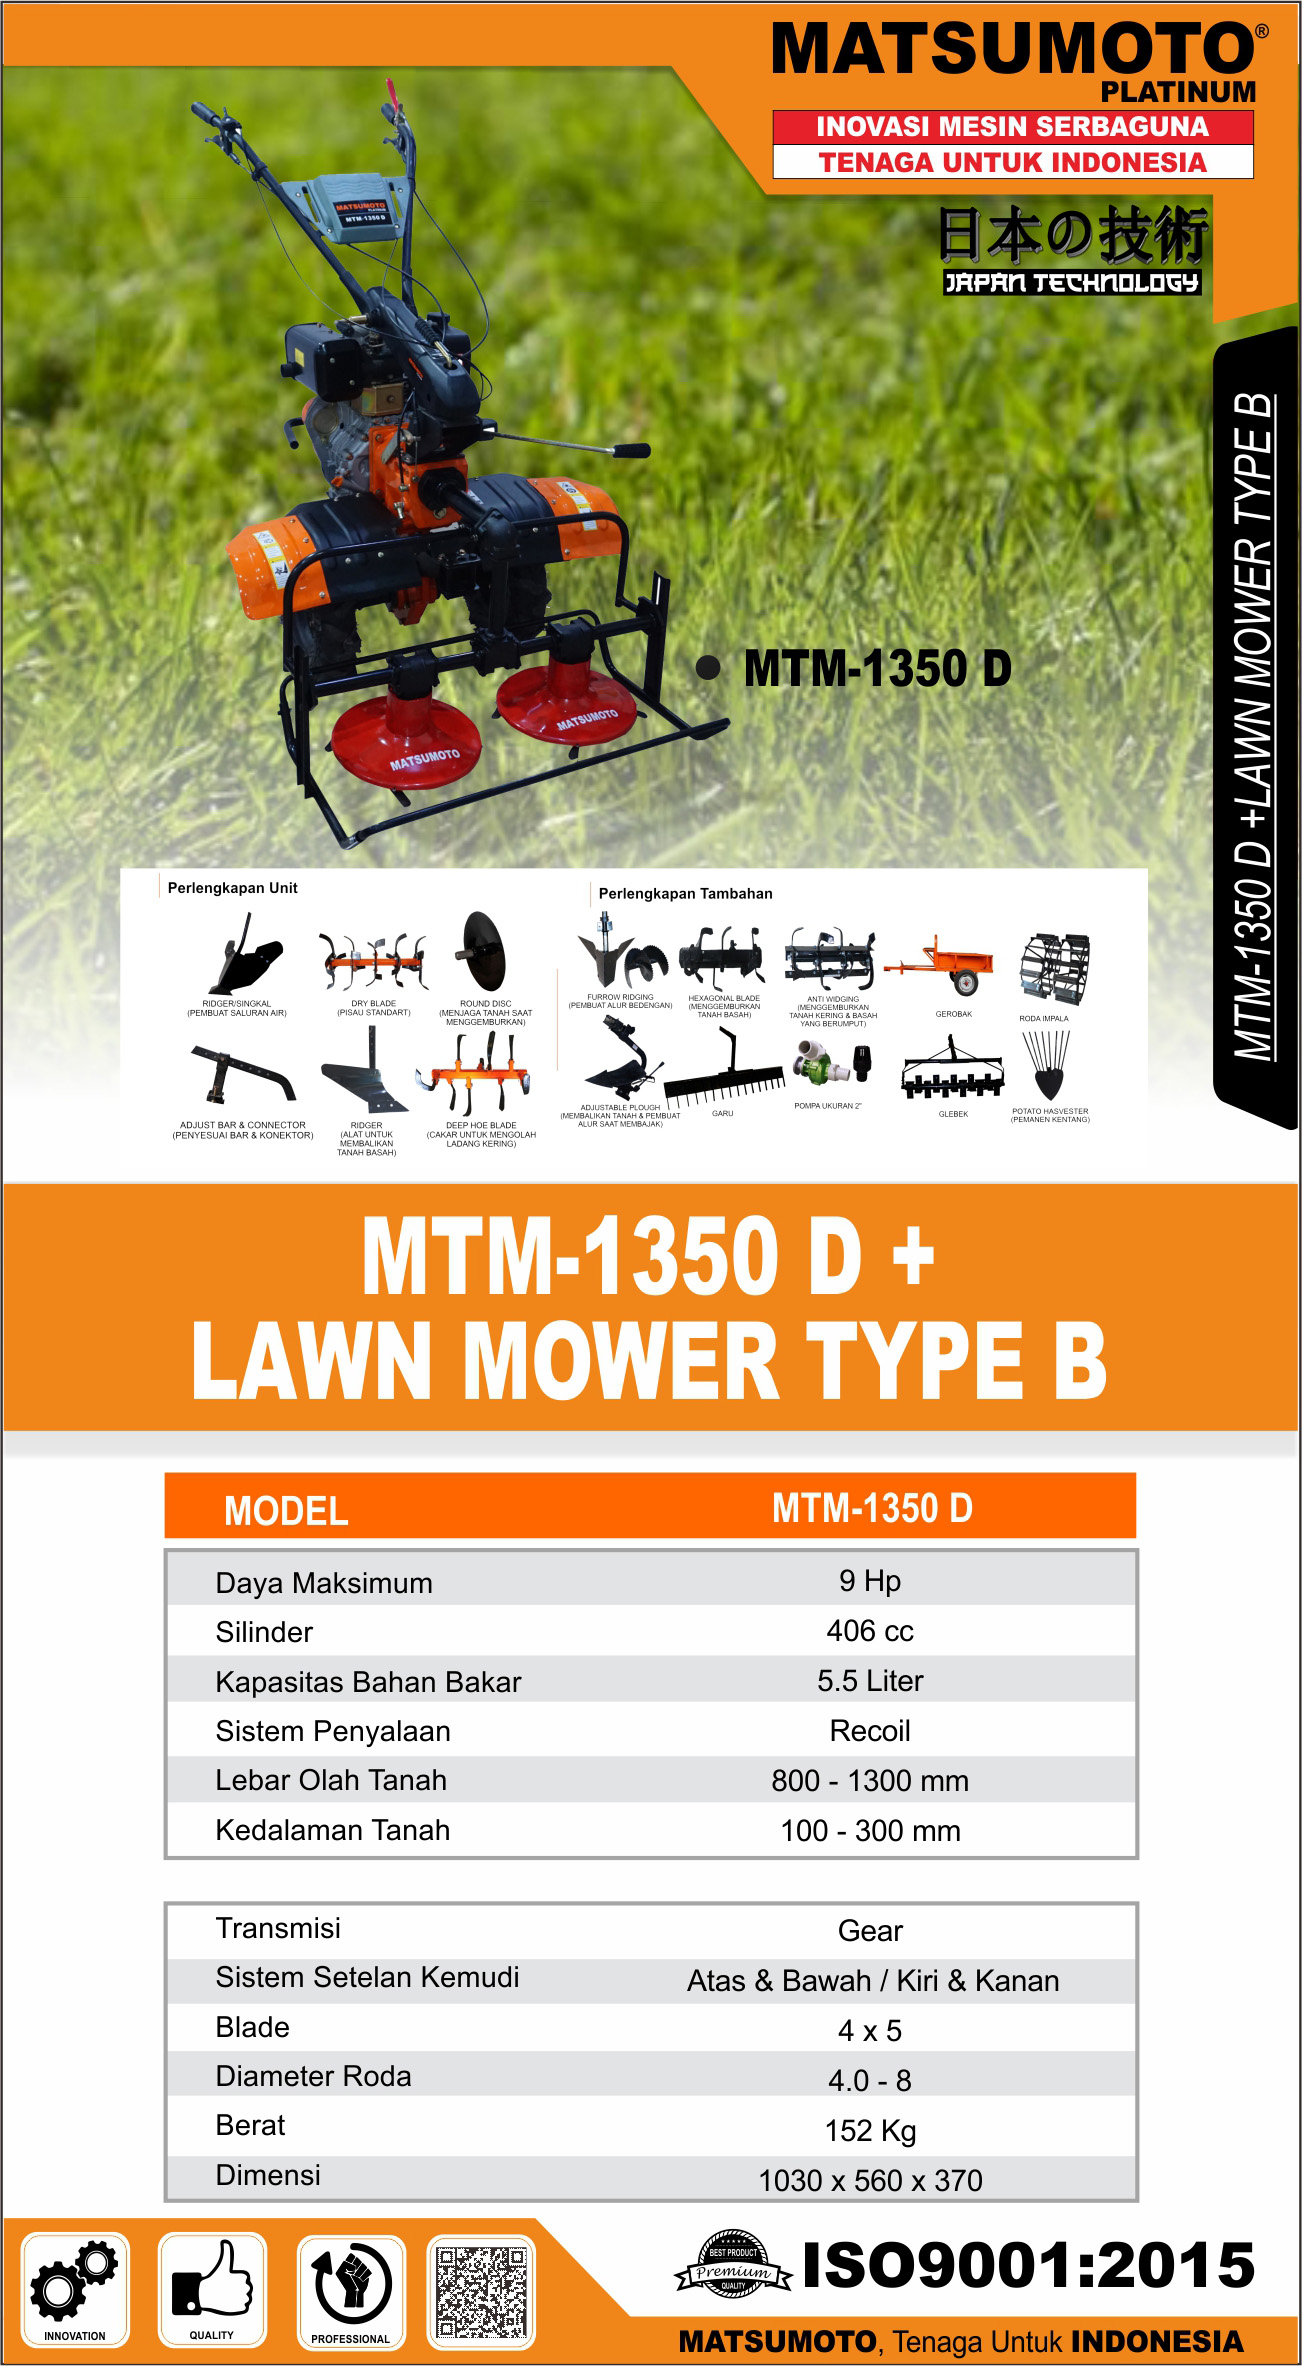 MATSUMOTO®
PLATINUM
INOVASI MESIN SERBAGUNA
TENAGA UNTUK INDONESIA
日本の技術
JAPAN TECHNOLOGY
MATSUMOTO
PLATINUM
MTM-1350 D
MTM-1350 D +LAWN MOWER TYPE B
• MTM-1350 D
MATSUMOTO
MATSUMOTO
Perlengkapan Unit
RIDGER/SINGKAL
(PEMBUAT SALURAN AIR)
DRY BLADE
(PISAU STANDART)
ROUND DISC
(MENJAGA TANAH SAAT
MENGGEMBURKAN)
ADJUST BAR & CONNECTOR
(PENYESUAI BAR & KONEKTOR)
RIDGER
(ALAT UNTUK
MEMBALIKAN
TANAH BASAH)
DEEP HOE BLADE
(CAKAR UNTUK MENGOLAH
LADANG KERING)
Perlengkapan Tambahan
FURROW RIDGING
(PEMBUAT ALUR BEDENGAN)
HEXAGONAL BLADE
(MENGGEMBURKAN
TANAH BASAH)
ANTI WIDGING
(MENGGEMBURKAN
TANAH KERING & BASAH
YANG BERUMPUT)
GEROBAK
RODA IMPALA
ADJUSTABLE PLOUGH
(MEMBALIKAN TANAH & PEMBUAT
ALUR SAAT MEMBAJAK)
GARU
POMPA UKURAN 2"
GLEBEK
POTATO HASVESTER
(PEMANEN KENTANG)
MTM-1350 D +
LAWN MOWER TYPE B
MODEL MTM-1350 D
Daya Maksimum 9 Hp
Silinder 406 cc
Kapasitas Bahan Bakar 5.5 Liter
Sistem Penyalaan Recoil
Lebar Olah Tanah 800 - 1300 mm
Kedalaman Tanah 100 - 300 mm
Transmisi Gear
Sistem Setelan Kemudi Atas & Bawah / Kiri & Kanan
Blade 4 x 5
Diameter Roda 4.0 - 8
Berat 152 Kg
Dimensi 1030 x 560 x 370
INNOVATION
QUALITY
PROFESSIONAL
BEST PRODUCT
Premium
QUALITY
ISO9001:2015
MATSUMOTO, Tenaga Untuk INDONESIA